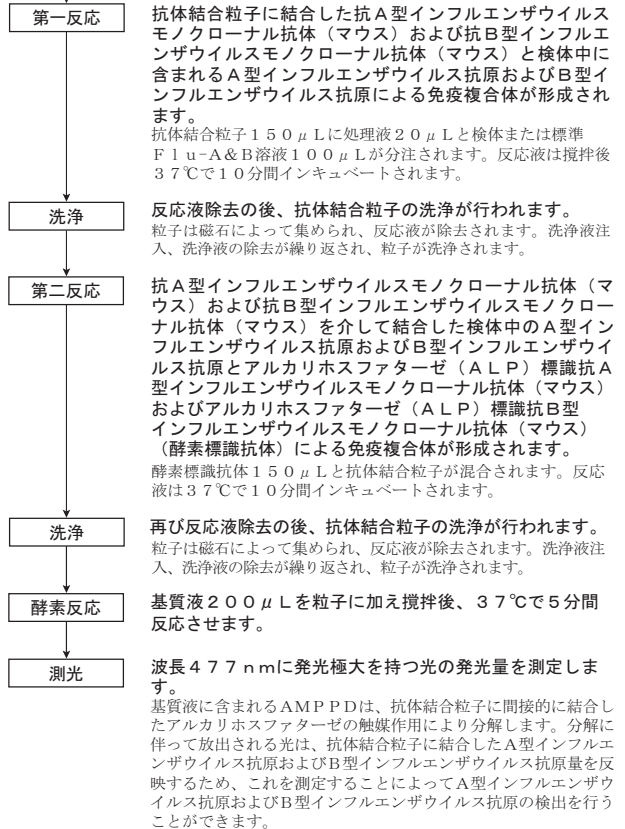 第一反応
抗体結合粒子に結合した抗Ａ型インフルエンザウイルス
モノクローナル抗体（マウス）および抗Ｂ型インフルエ
ンザウイルスモノクローナル抗体（マウス）と検体中に
含まれるＡ型インフルエンザウイルス抗原およびＢ型イ
ンフルエンザウイルス抗原による免疫複合体が形成され
ます。
抗体結合粒子１５０μＬに処理液２０μＬと検体または標準
Ｆｌｕ-Ａ＆Ｂ溶液１００μＬが分注されます。反応液は撹拌後
３７℃で１０分間インキュベートされます。
洗浄
反応液除去の後、抗体結合粒子の洗浄が行われます。
粒子は磁石によって集められ、反応液が除去されます。洗浄液注
入、洗浄液の除去が繰り返され、粒子が洗浄されます。
第二反応
抗Ａ型インフルエンザウイルスモノクローナル抗体（マ
ウス）および抗Ｂ型インフルエンザウイルスモノクロー
ナル抗体（マウス）を介して結合した検体中のＡ型イン
フルエンザウイルス抗原およびＢ型インフルエンザウイ
ルス抗原とアルカリホスファターゼ（ＡＬＰ）標識抗Ａ
型インフルエンザウイルスモノクローナル抗体（マウス）
およびアルカリホスファターゼ（ＡＬＰ）標識抗Ｂ型
インフルエンザウイルスモノクローナル抗体（マウス）
（酵素標識抗体）による免疫複合体が形成されます。
酵素標識抗体１５０μＬと抗体結合粒子が混合されます。反応
液は３７℃で１０分間インキュベートされます。
洗浄
再び反応液除去の後、抗体結合粒子の洗浄が行われます。
粒子は磁石によって集められ、反応液が除去されます。洗浄液注
入、洗浄液の除去が繰り返され、粒子が洗浄されます。
酵素反応
基質液２００μＬを粒子に加え撹拌後、３７℃で５分間
反応させます。
測光
波長４７７ｎｍに発光極大を持つ光の発光量を測定しま
す。
基質液に含まれるＡＭＰＰＤは、抗体結合粒子に間接的に結合し
たアルカリホスファターゼの触媒作用により分解します。分解に
伴って放出される光は、抗体結合粒子に結合したＡ型インフルエ
ンザウイルス抗原およびＢ型インフルエンザウイルス抗原量を反
映するため、これを測定することによってＡ型インフルエンザウ
イルス抗原およびＢ型インフルエンザウイルス抗原の検出を行う
ことができます。